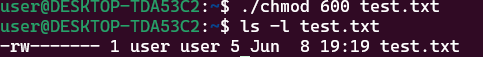 user@DESKTOP-TDA53C2:~$ ./chmod 600 test.txt
user@DESKTOP-TDA53C2:~$ ls -l test.txt
-rw------- 1 user user 5 Jun  8 19:19 test.txt